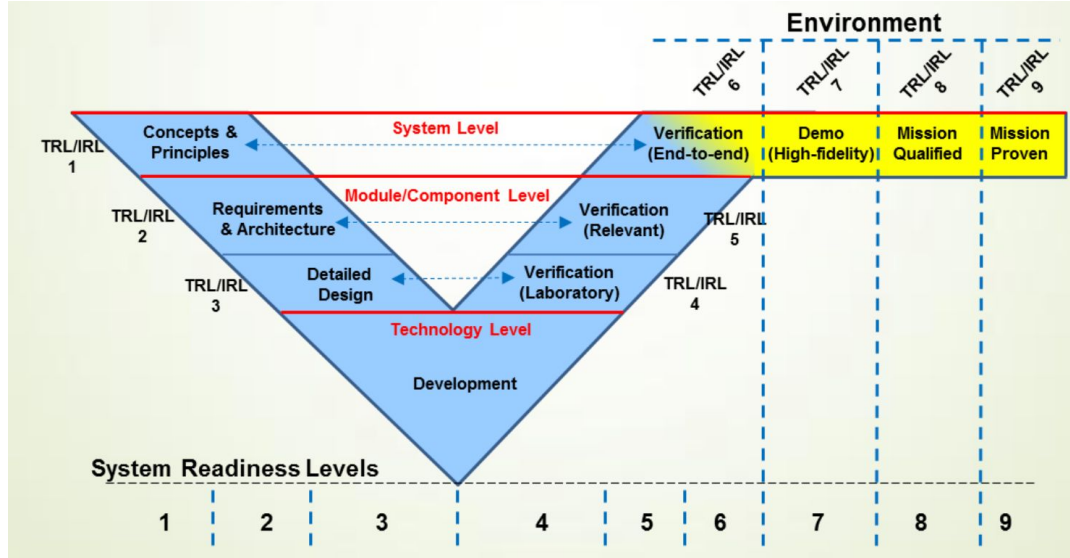 Environment
TRL/IRL
6
TRL/IRL
7
TRL/IRL
8
TRL/IRL
9
TRL/IRL
1
Concepts &
Principles
System Level
Verification
(End-to-end)
Demo
(High-fidelity)
Mission
Qualified
Mission
Proven
Module/Component Level
TRL/IRL
2
Requirements
& Architecture
Verification
(Relevant)
TRL/IRL
5
TRL/IRL
3
Detailed
Design
Verification
(Laboratory)
TRL/IRL
4
Technology Level
Development
System Readiness Levels
1 2 3 4 5 6 7 8 9